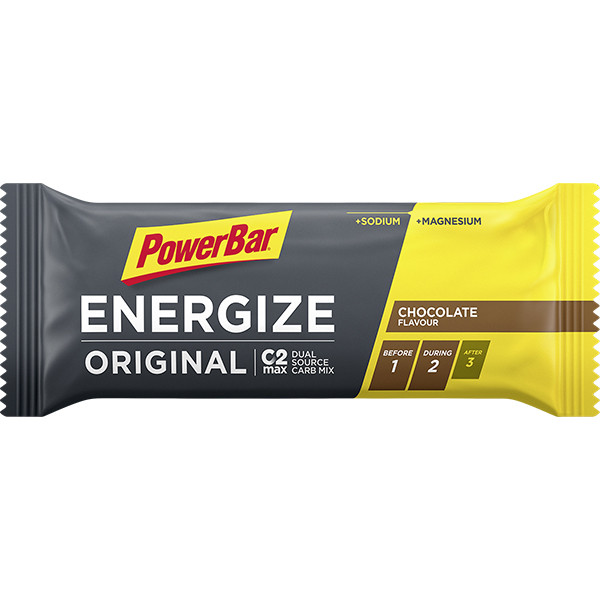 +SODIUM
+MAGNESIUM
PowerBar
ENERGIZE
ORIGINAL
C2
max
DUAL
SOURCE
CARB MIX
CHOCOLATE
FLAVOUR
BEFORE
1
DURING
2
AFTER
3